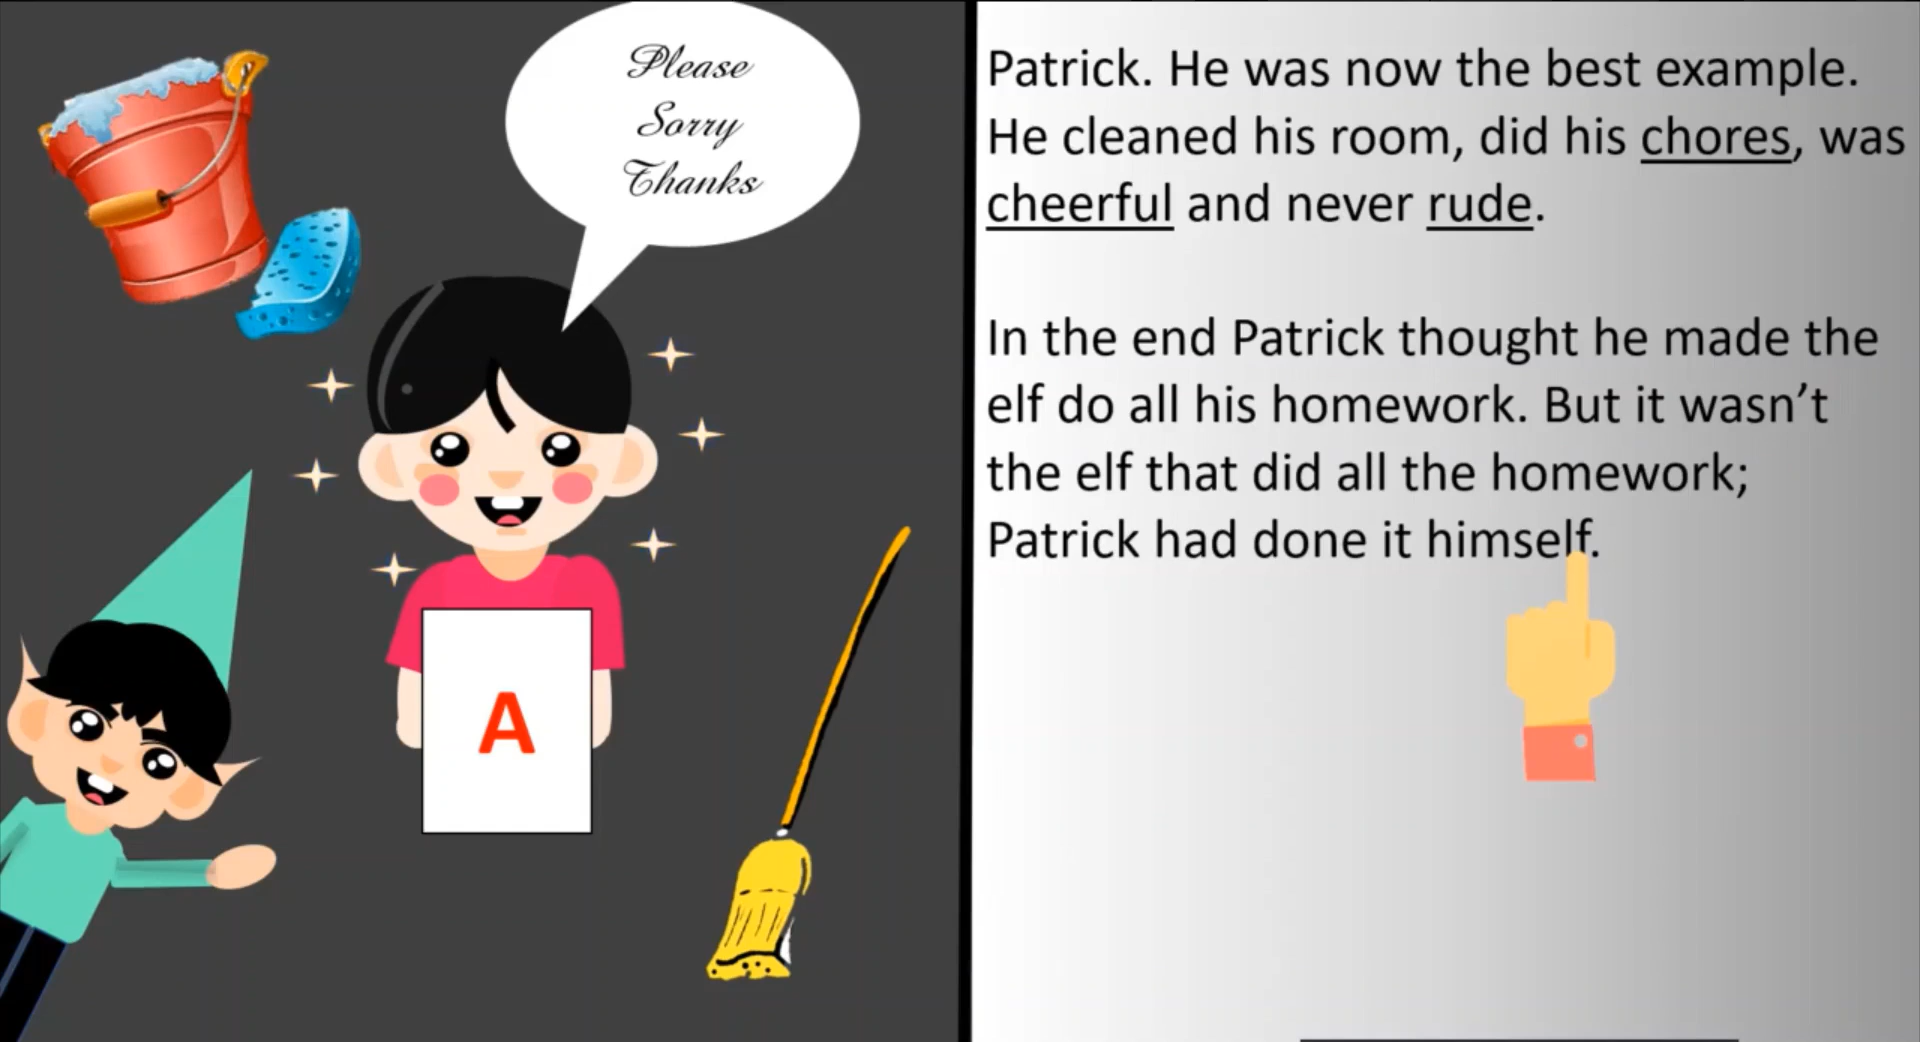 Please
Sorry
Thanks
A
Patrick. He was now the best example.
He cleaned his room, did his chores, was
cheerful and never rude.
In the end Patrick thought he made the
elf do all his homework. But it wasn’t
the elf that did all the homework;
Patrick had done it himself.